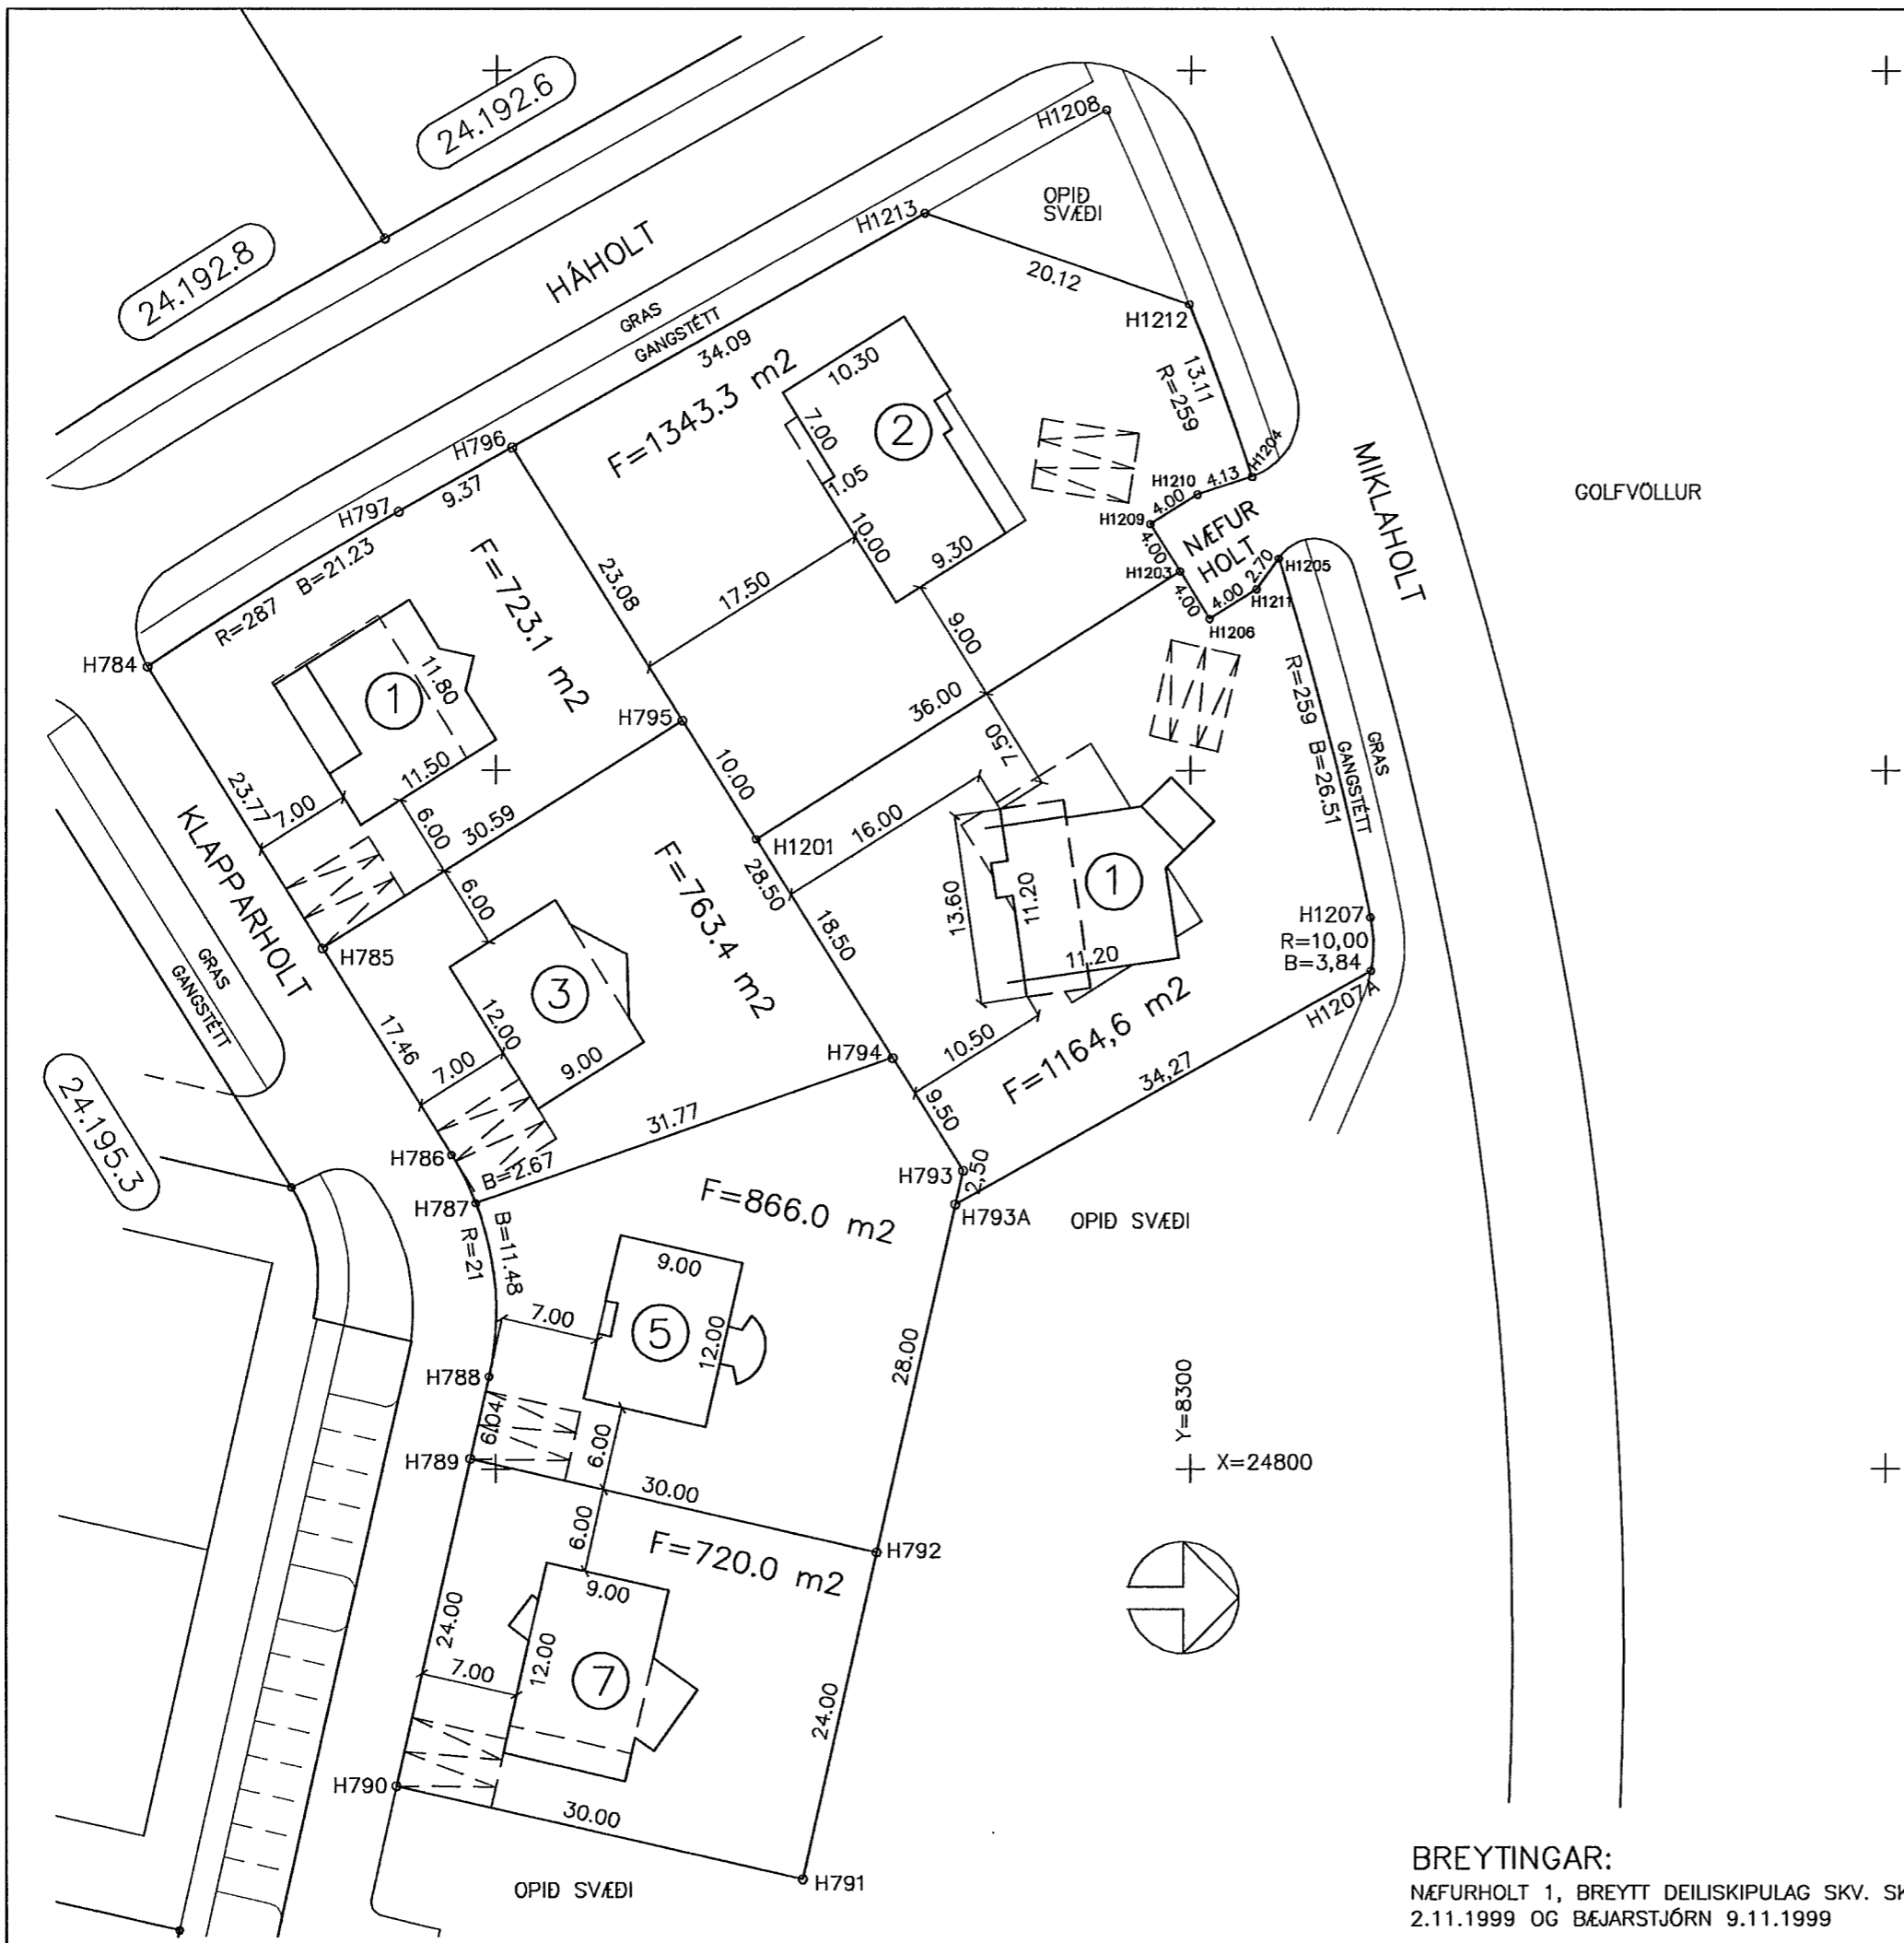 24.192.6
24.192.8
HÁHOLT
GRAS
GANGSTÉTT
34.09
H1208
OPIÐ
SVÆÐI
H1213
20.12
H1212
13.11
R=259
F=1343.3 m2
10.30
7.00
1.05
10.00
2
9.30
H796
9.37
H797
B=21.23
R=287
H784
F=723.1 m2
23.08
17.50
9.00
H1210
4.13
H1204
4.00
H1209
4.00
NÆFUR
HOLT
H1203
4.00
4.00
2.70
H1205
H1211
H1206
MIKLAHOLT
GOLFVÖLLUR
1
11.80
11.50
H795
36.00
7.50
R=259 B=26.51
GANGSTÉTT
GRAS
23.77
7.00
6.00
30.59
10.00
H1201
16.00
28.50
KLAPPARHOLT
H785
GRAS
GANGSTÉTT
6.00
F=763.4 m2
18.50
13.60
11.20
1
11.20
H1207
R=10,00
B=3,84
H1207A
3
12.00
9.00
17.46
7.00
H794
10.50
F=1164,6 m2
34,27
9.50
24.195.3
H786
B=2.67
31.77
H787
H793
2,50
H793A
OPIÐ SVÆÐI
F=866.0 m2
R=21
B=11.48
9.00
7.00
5
12.00
28.00
H788
6.04
6.00
H789
30.00
Y=8300
X=24800
6.00
F=720.0 m2
H792
9.00
24.00
7.00
12.00
7
24.00
H790
30.00
H791
OPIÐ SVÆÐI
BREYTINGAR:
NÆFURHOLT 1, BREYTT DEILISKIPULAG SKV. SK
2.11.1999 OG BÆJARSTJÓRN 9.11.1999